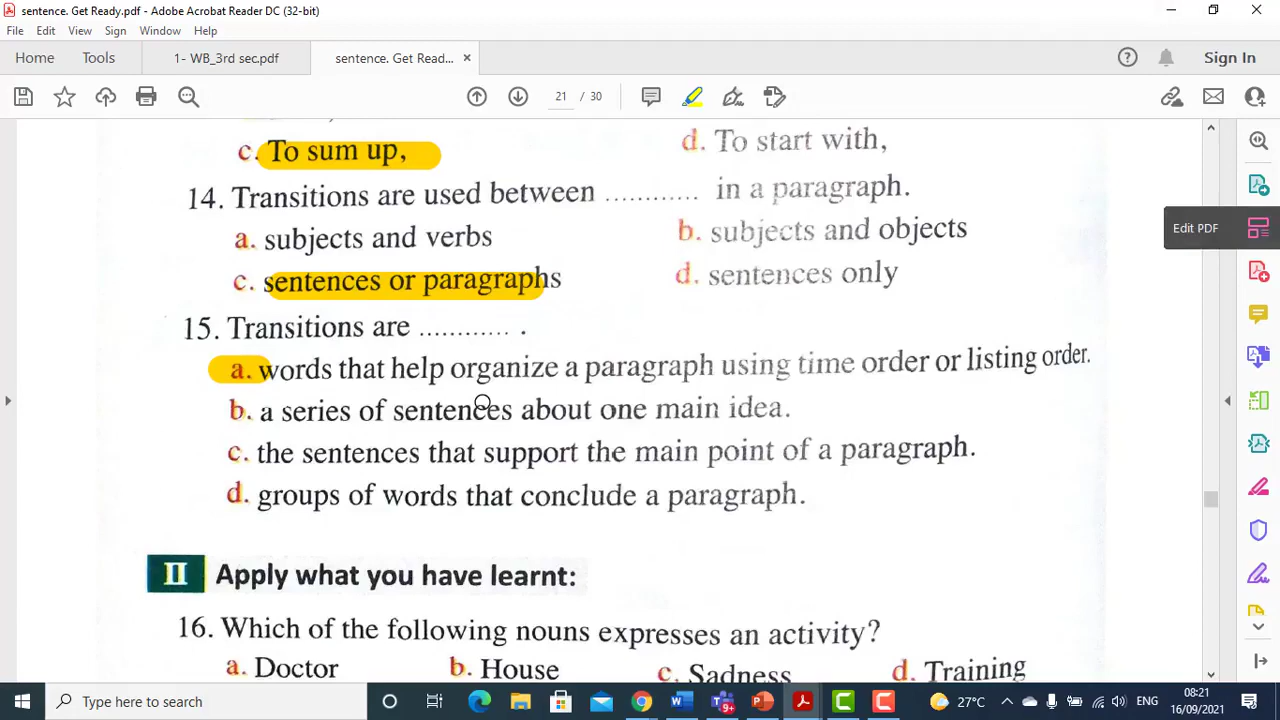 sentence. Get Ready.pdf - Adobe Acrobat Reader DC (32-bit)
File Edit View Sign Window Help
Home Tools 1- WB_3rd sec.pdf sentence. Get Read... × Sign In
21 / 30
c. To sum up, d. To start with,
14. Transitions are used between ............ in a paragraph.
a. subjects and verbs b. subjects and objects
Edit PDF
c. sentences or paragraphs d. sentences only
15. Transitions are ............ .
a. words that help organize a paragraph using time order or listing order.
b. a series of sentences about one main idea.
c. the sentences that support the main point of a paragraph.
d. groups of words that conclude a paragraph.
II Apply what you have learnt:
16. Which of the following nouns expresses an activity?
a. Doctor b. House c. Sadness d. Training
Type here to search 9+ 27°C ENG 08:21
16/09/2021